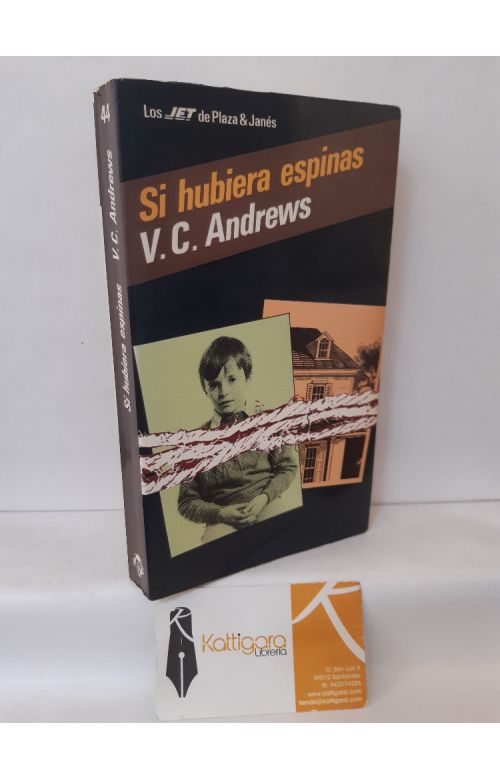 Los JET de Plaza & Janés
Si hubiera espinas
V. C. Andrews
44
V. C. Andrews
Si hubiera espinas
Kattigara
Librería
C/ San Luis 5
39010 Santander
www.kattigara.com
tienda@kattigara.com